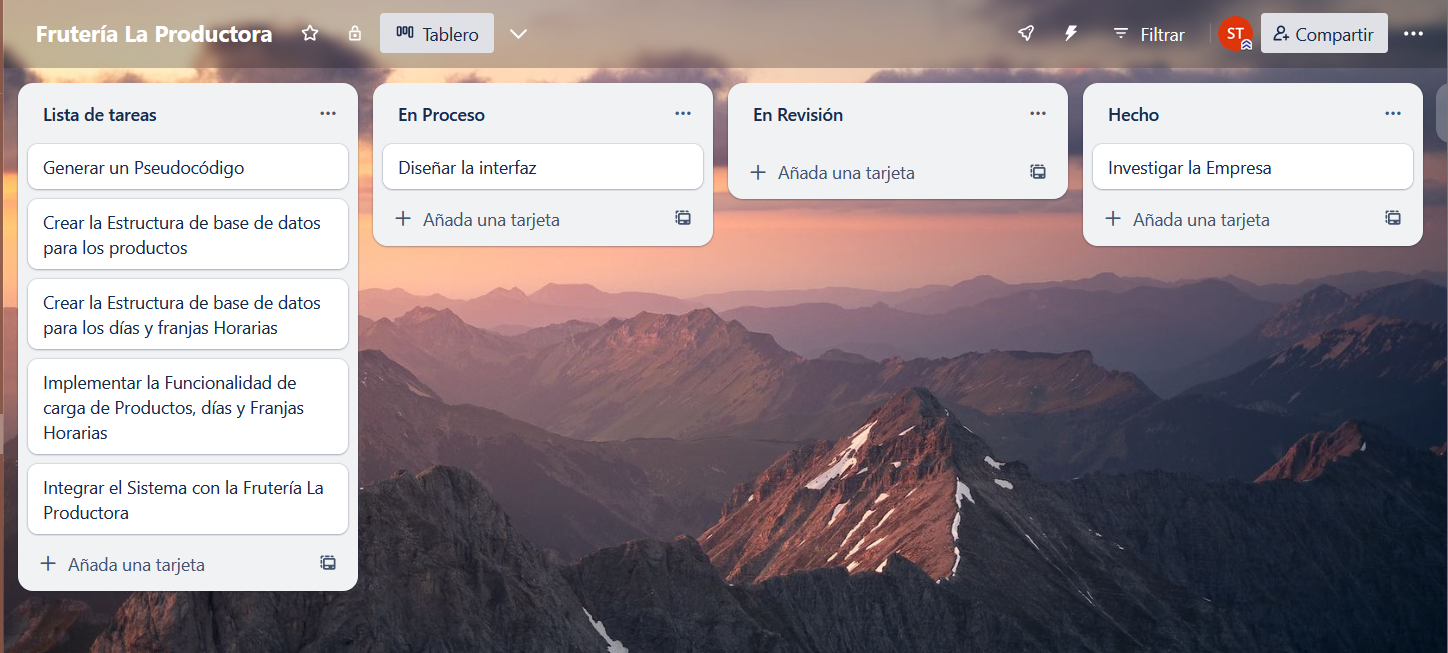 Frutería La Productora
Tablero
Filtrar
ST
Compartir
Lista de tareas
Generar un Pseudocódigo
Crear la Estructura de base de datos
para los productos
Crear la Estructura de base de datos
para los días y franjas Horarias
Implementar la Funcionalidad de
carga de Productos, días y Franjas
Horarias
Integrar el Sistema con la Frutería La
Productora
Añada una tarjeta
En Proceso
Diseñar la interfaz
Añada una tarjeta
En Revisión
Añada una tarjeta
Hecho
Investigar la Empresa
Añada una tarjeta